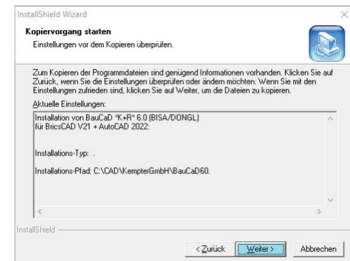 InstallShield Wizard
Kopiervorgang starten
Einstellungen vor dem Kopieren überprüfen.
Zum Kopieren der Programmdateien sind genügend Informationen vorhanden. Klicken Sie auf
Zurück, wenn Sie die Einstellungen überprüfen oder ändern möchten. Wenn Sie mit den
Einstellungen zufrieden sind, klicken Sie auf Weiter, um die Dateien zu kopieren.
Aktuelle Einstellungen:
Installation von BauCaD "K+R" 6.0 (BISA/DONGL)
für BricsCAD V21 + AutoCAD 2022:
Installations-Typ: .
Installations-Pfad: C:\CAD\KempterGmbH\BauCaD60.
InstallShield
< Zurück Weiter > Abbrechen